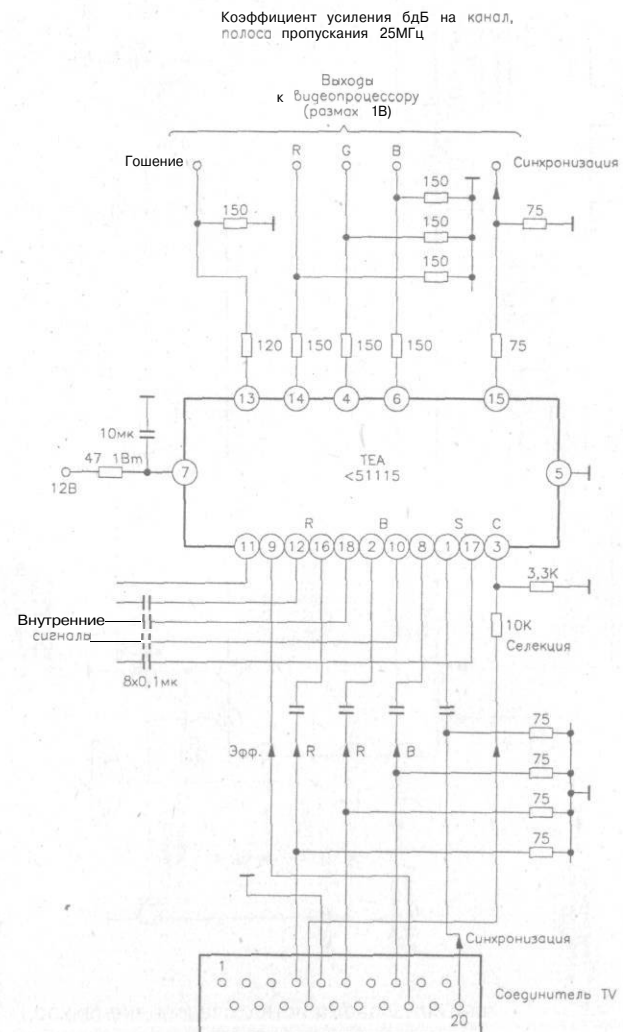 Коэффициент усиления бдБ на канал,
полоса пропускания 25МГц
Выходы
к видеопроцессору
(размах 1В)
Гошение
R
G
B
Синхронизация
150
150
75
150
150
120
150
150
150
75
13
14
4
6
15
10мк
47 1Вт
12В
7
TEA
<51115
5
R
B
S
C
11
9
12
16
18
2
10
8
1
17
3
3,3К
Внутренние
сигналы
10К
Селекция
8x0,1мк
75
Эфф.
R
R
B
75
75
75
Синхронизация
1
Соединитель TV
20